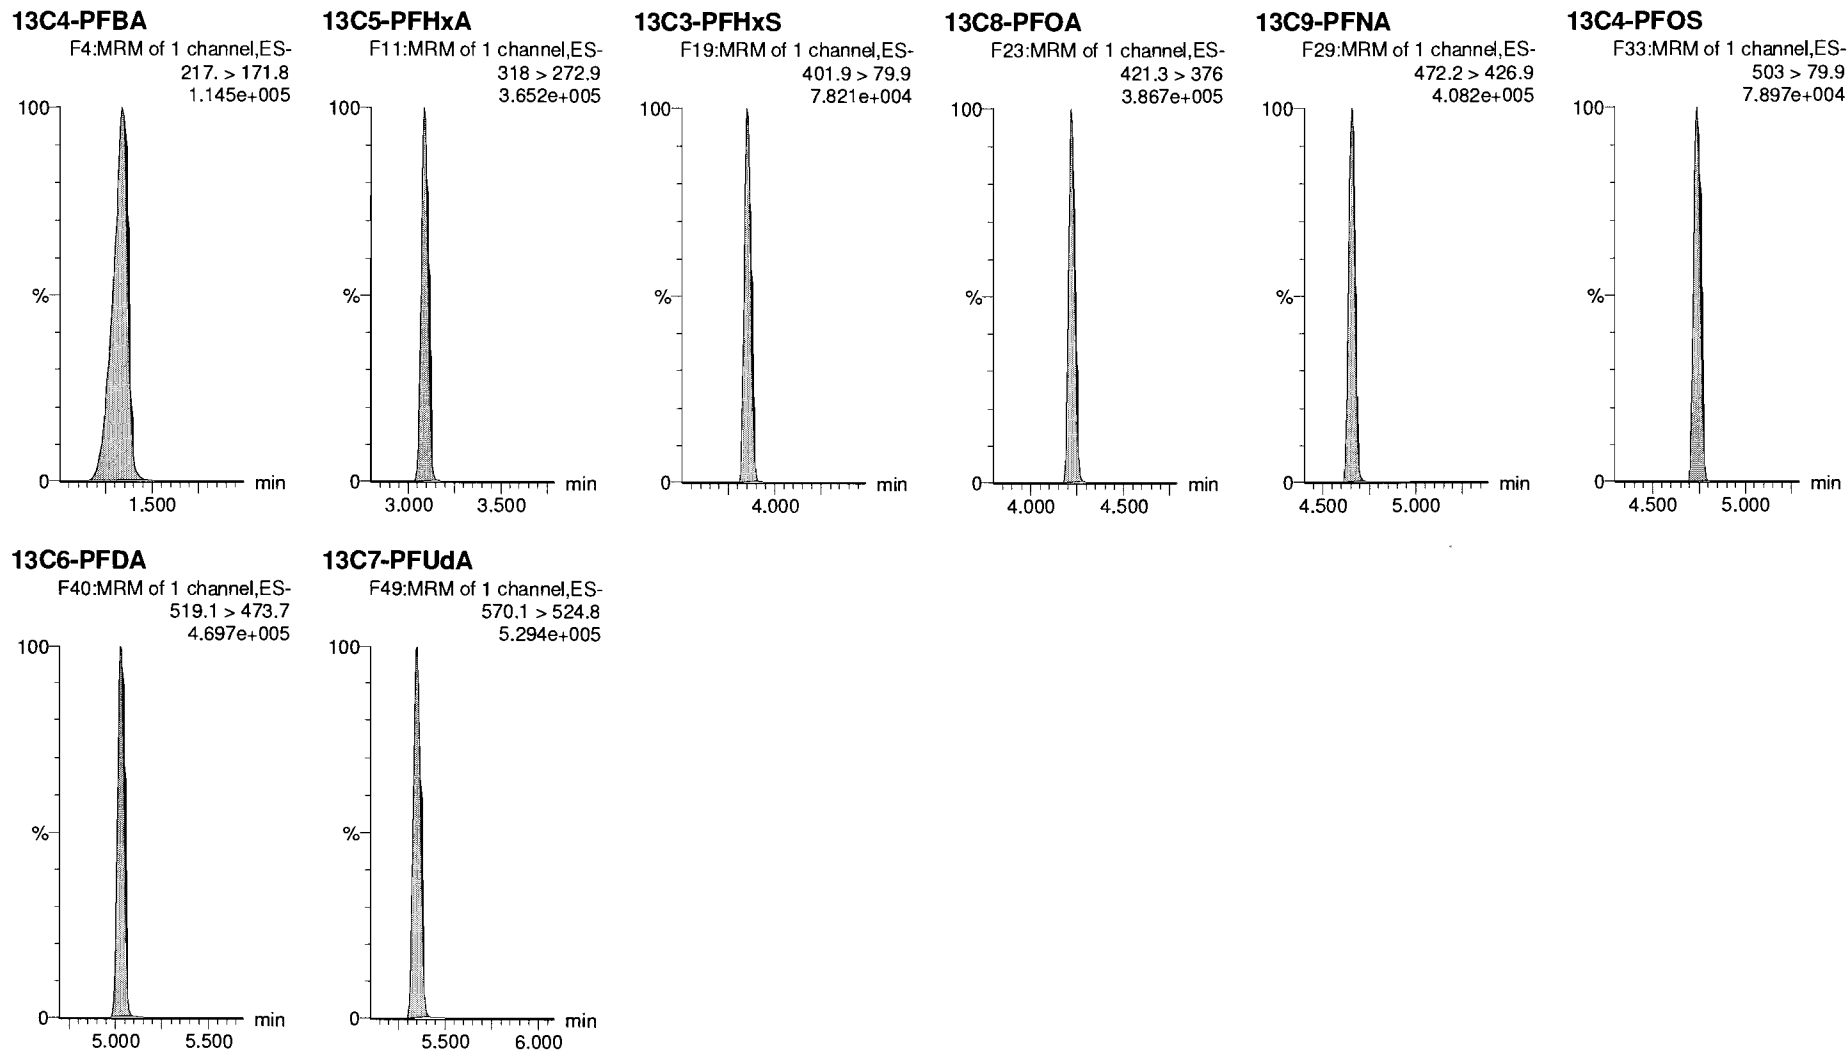 13C4-PFBA
F4:MRM of 1 channel,ES-
217. > 171.8
1.145e+005
100
%
0
min
1.500
13C5-PFHxA
F11:MRM of 1 channel,ES-
318 > 272.9
3.652e+005
100
%
0
min
3.000 3.500
13C3-PFHxS
F19:MRM of 1 channel,ES-
401.9 > 79.9
7.821e+004
100
%
0
min
4.000
13C8-PFOA
F23:MRM of 1 channel,ES-
421.3 > 376
3.867e+005
100
%
0
min
4.000 4.500
13C9-PFNA
F29:MRM of 1 channel,ES-
472.2 > 426.9
4.082e+005
100
%
0
min
4.500 5.000
13C4-PFOS
F33:MRM of 1 channel,ES-
503 > 79.9
7.897e+004
100
%
0
min
4.500 5.000
13C6-PFDA
F40:MRM of 1 channel,ES-
519.1 > 473.7
4.697e+005
100
%
0
min
5.000 5.500
13C7-PFUdA
F49:MRM of 1 channel,ES-
570.1 > 524.8
5.294e+005
100
%
0
min
5.500 6.000